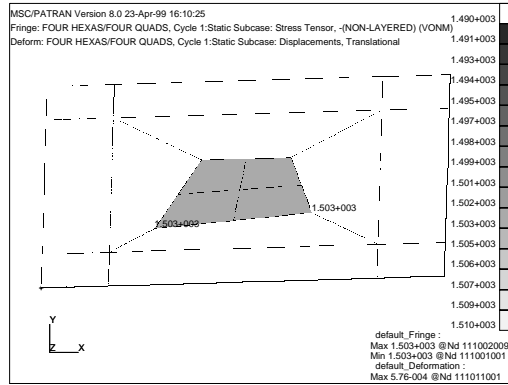 MSC/PATRAN Version 8.0 23-Apr-99 16:10:25
Fringe: FOUR HEXAS/FOUR QUADS, Cycle 1:Static Subcase: Stress Tensor, -(NON-LAYERED) (VONM)
Deform: FOUR HEXAS/FOUR QUADS, Cycle 1:Static Subcase: Displacements, Translational
1.490+003
1.491+003
1.493+003
1.494+003
1.495+003
1.497+003
1.498+003
1.499+003
1.501+003
1.502+003
1.503+003
1.505+003
1.506+003
1.507+003
1.509+003
1.510+003
1.503+003
1.503+003
Y
Z X
default_Fringe :
Max 1.503+003 @Nd 111002009
Min 1.503+003 @Nd 111001001
default_Deformation :
Max 5.76-004 @Nd 111011001